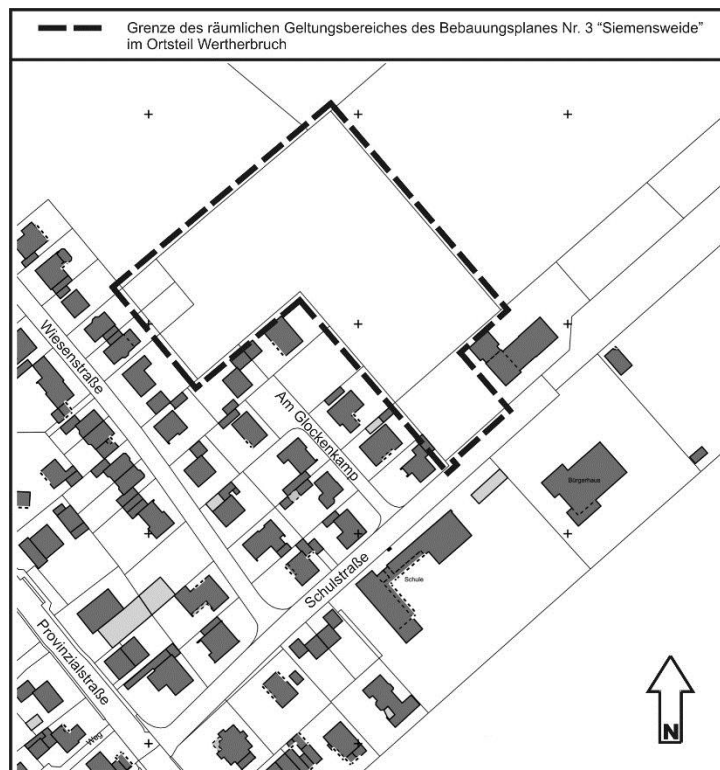 Grenze des räumlichen Geltungsbereiches des Bebauungsplanes Nr. 3 “Siemensweide”
im Ortsteil Wertherbruch
Wiesenstraße
Am Glockenkamp
Bürgerhaus
Schulstraße
Schule
Provinzialstraße
Weg
N